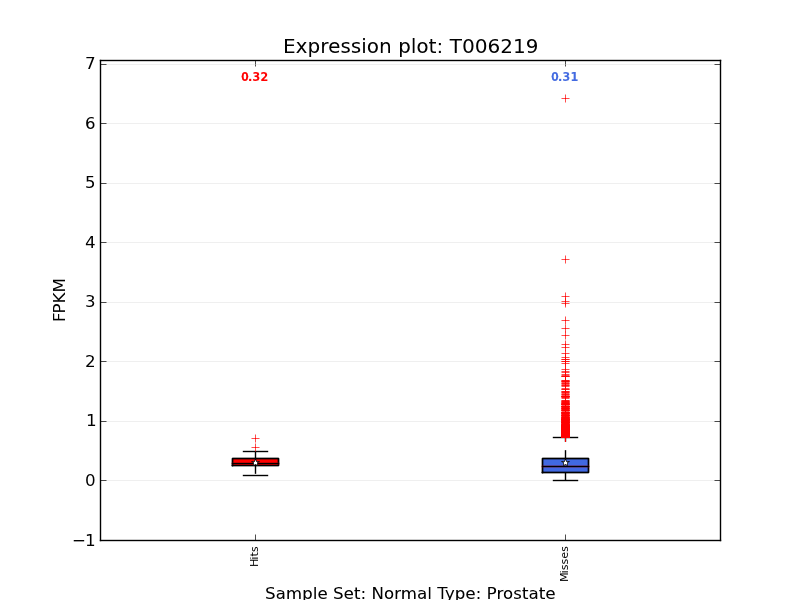 Expression plot: T006219
0.32
0.31
7
6
5
4
3
2
1
0
−1
FPKM
Hits
Misses
Sample Set: Normal Type: Prostate